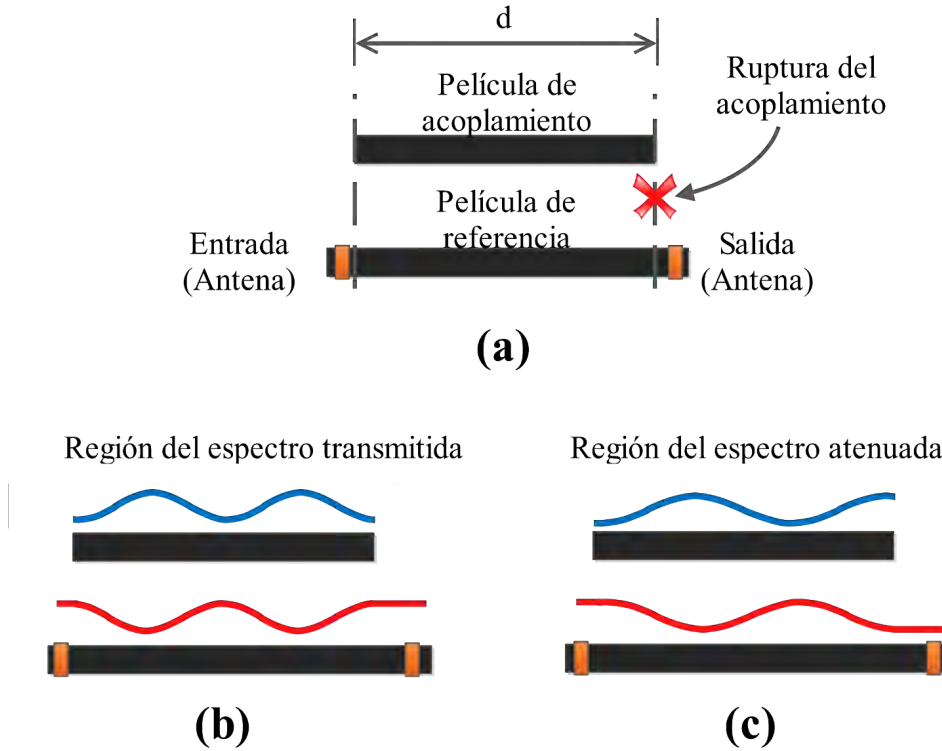 d
Película de
acoplamiento
Ruptura del
acoplamiento
Película de
referencia
Entrada
(Antena)
Salida
(Antena)
(a)
Región del espectro transmitida
Región del espectro atenuada
(b)
(c)